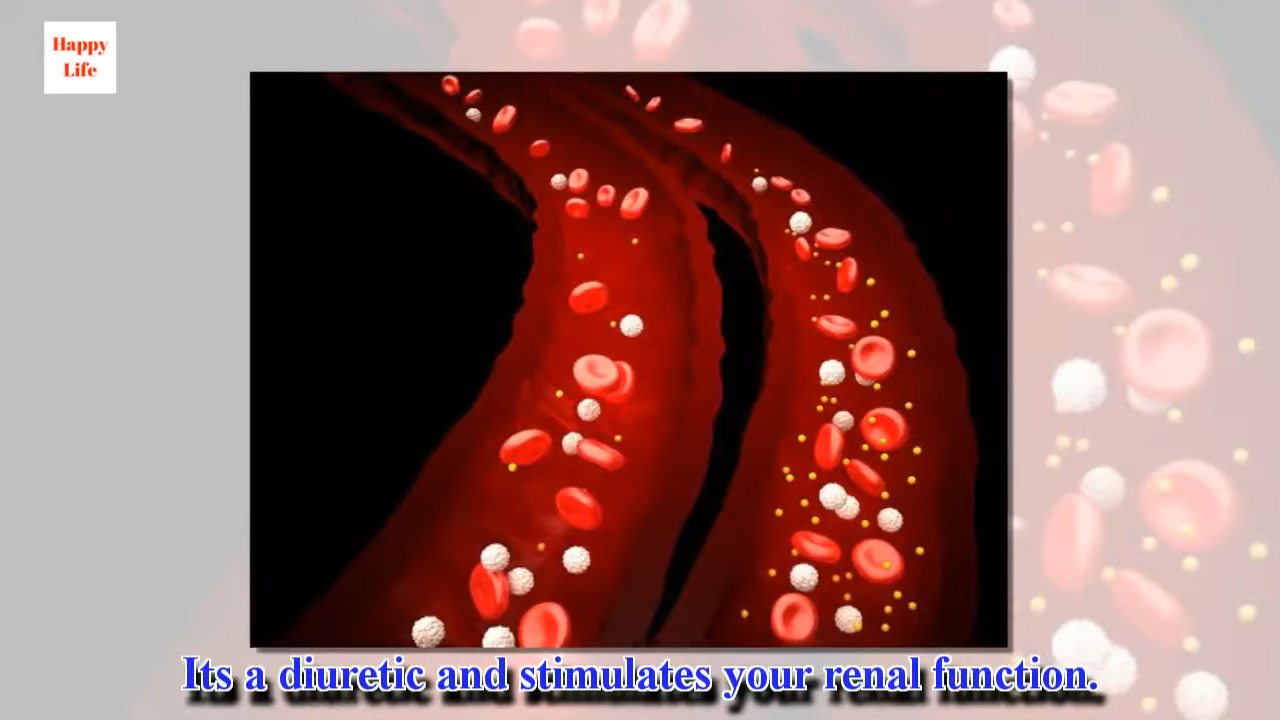 Happy
Life
Its a diuretic and stimulates your renal function.